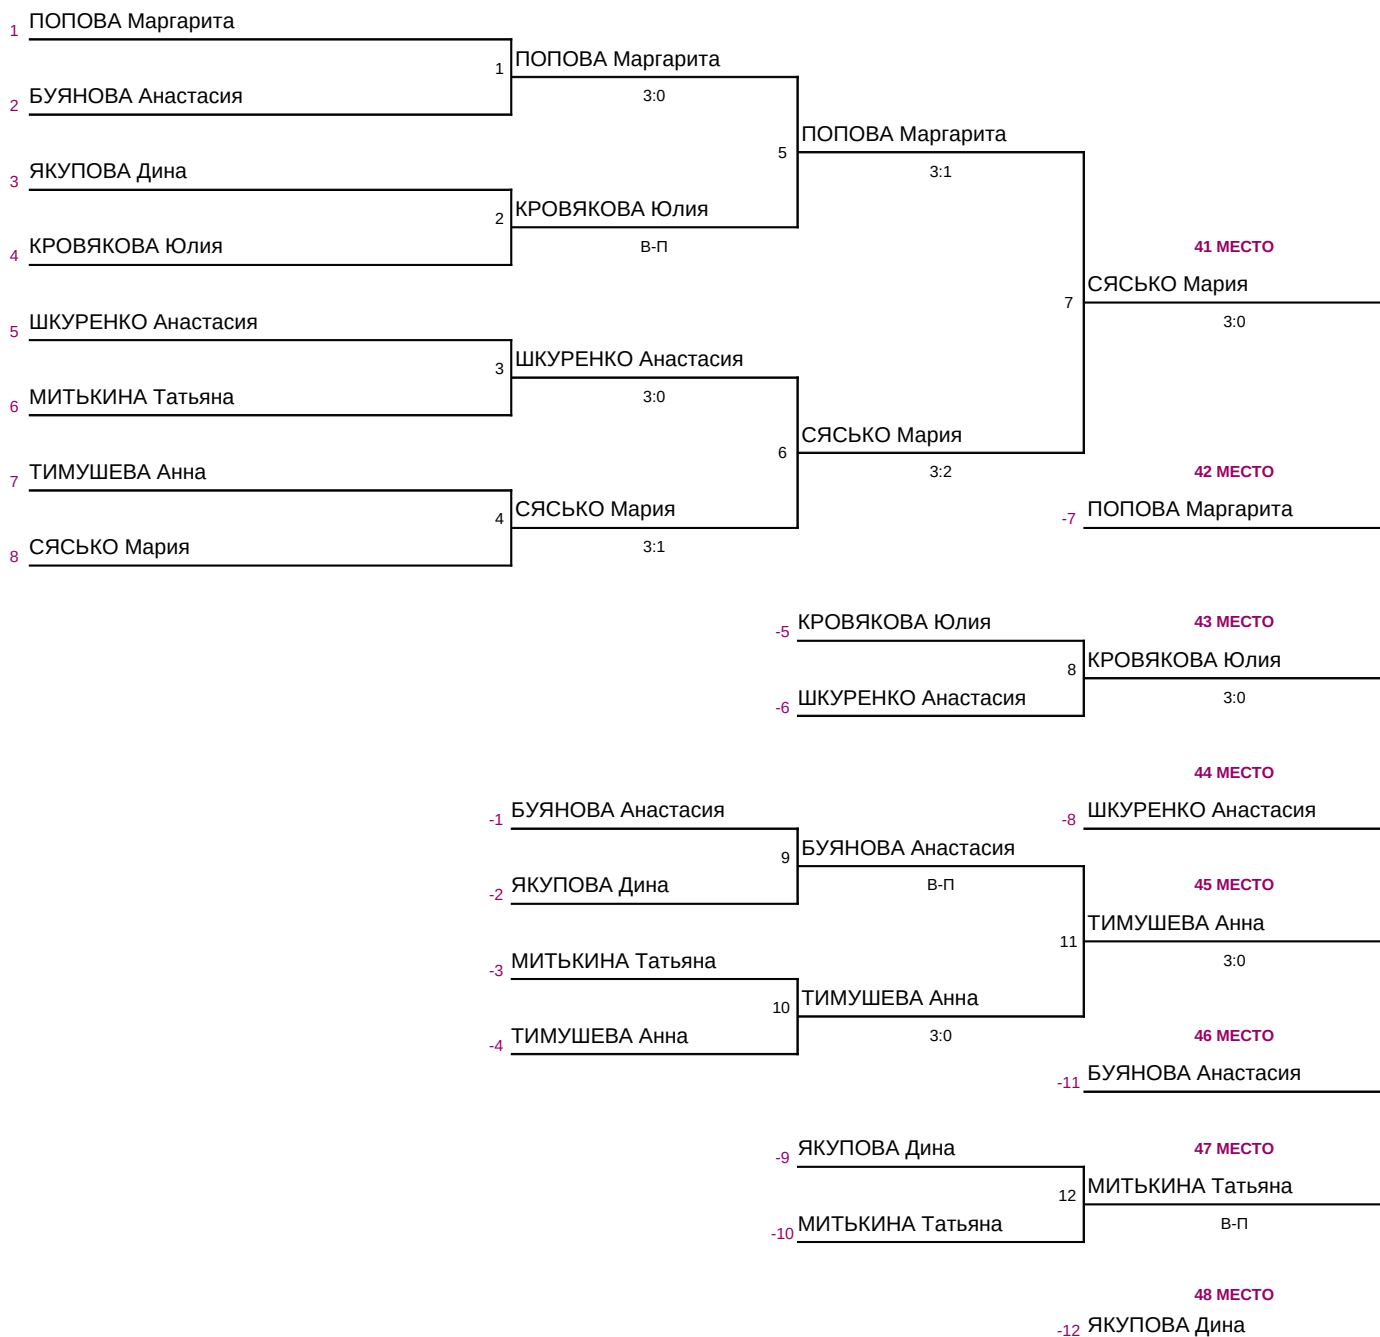 1 ПОПОВА Маргарита
1 ПОПОВА Маргарита
3:0
2 БУЯНОВА Анастасия
5 ПОПОВА Маргарита
3:1
3 ЯКУПОВА Дина
2 КРОВЯКОВА Юлия
В-П
4 КРОВЯКОВА Юлия
41 МЕСТО
7 СЯСЬКО Мария
3:0
5 ШКУРЕНКО Анастасия
3 ШКУРЕНКО Анастасия
3:0
6 МИТЬКИНА Татьяна
6 СЯСЬКО Мария
3:2
7 ТИМУШЕВА Анна
42 МЕСТО
4 СЯСЬКО Мария
3:1
-7 ПОПОВА Маргарита
8 СЯСЬКО Мария
-5 КРОВЯКОВА Юлия
43 МЕСТО
8 КРОВЯКОВА Юлия
3:0
-6 ШКУРЕНКО Анастасия
44 МЕСТО
-1 БУЯНОВА Анастасия
-8 ШКУРЕНКО Анастасия
9 БУЯНОВА Анастасия
В-П
-2 ЯКУПОВА Дина
45 МЕСТО
11 ТИМУШЕВА Анна
3:0
-3 МИТЬКИНА Татьяна
10 ТИМУШЕВА Анна
3:0
-4 ТИМУШЕВА Анна
46 МЕСТО
-11 БУЯНОВА Анастасия
-9 ЯКУПОВА Дина
47 МЕСТО
12 МИТЬКИНА Татьяна
В-П
-10 МИТЬКИНА Татьяна
48 МЕСТО
-12 ЯКУПОВА Дина